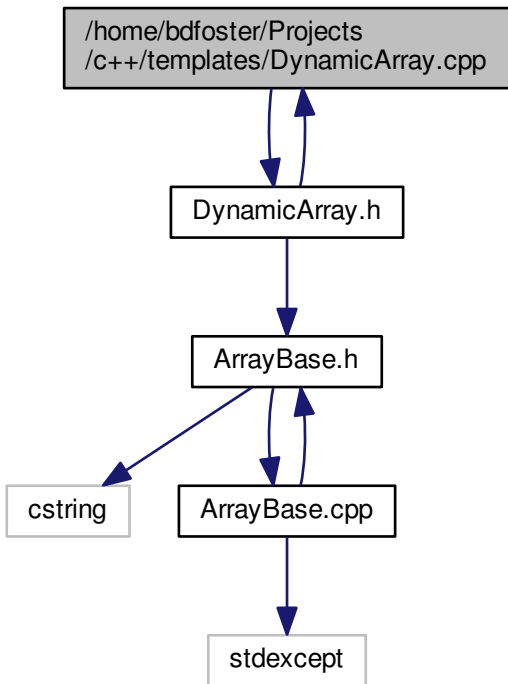 /home/bdfoster/Projects
/c++/templates/DynamicArray.cpp
DynamicArray.h
ArrayBase.h
cstring
ArrayBase.cpp
stdexcept